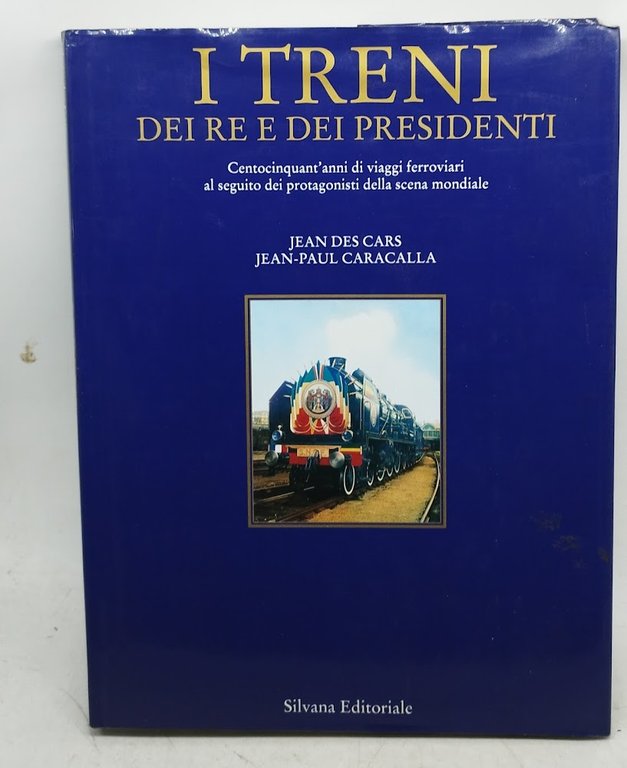 I TRENI
DEI RE E DEI PRESIDENTI
Centocinquant'anni di viaggi ferroviari
al seguito dei protagonisti della scena mondiale
JEAN DES CARS
JEAN-PAUL CARACALLA
Silvana Editoriale